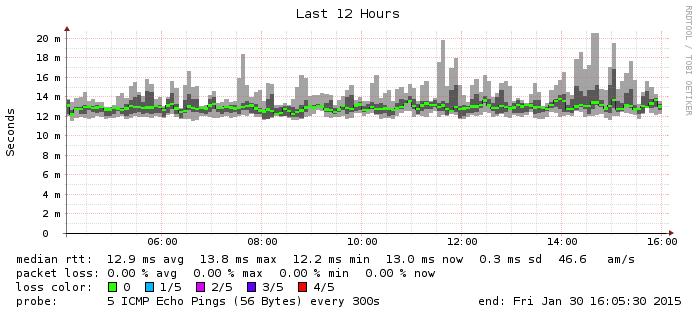 Last 12 Hours
RRDTOOL / TOBI OETIKER
Seconds
20 m
18 m
16 m
14 m
12 m
10 m
8 m
6 m
4 m
2 m
0
06:00 08:00 10:00 12:00 14:00 16:00
median rtt: 12.9 ms avg 13.8 ms max 12.2 ms min 13.0 ms now 0.3 ms sd 46.6 am/s
packet loss: 0.00 % avg 0.00 % max 0.00 % min 0.00 % now
loss color: 0 1/5 2/5 3/5 4/5
probe: 5 ICMP Echo Pings (56 Bytes) every 300s end: Fri Jan 30 16:05:30 2015